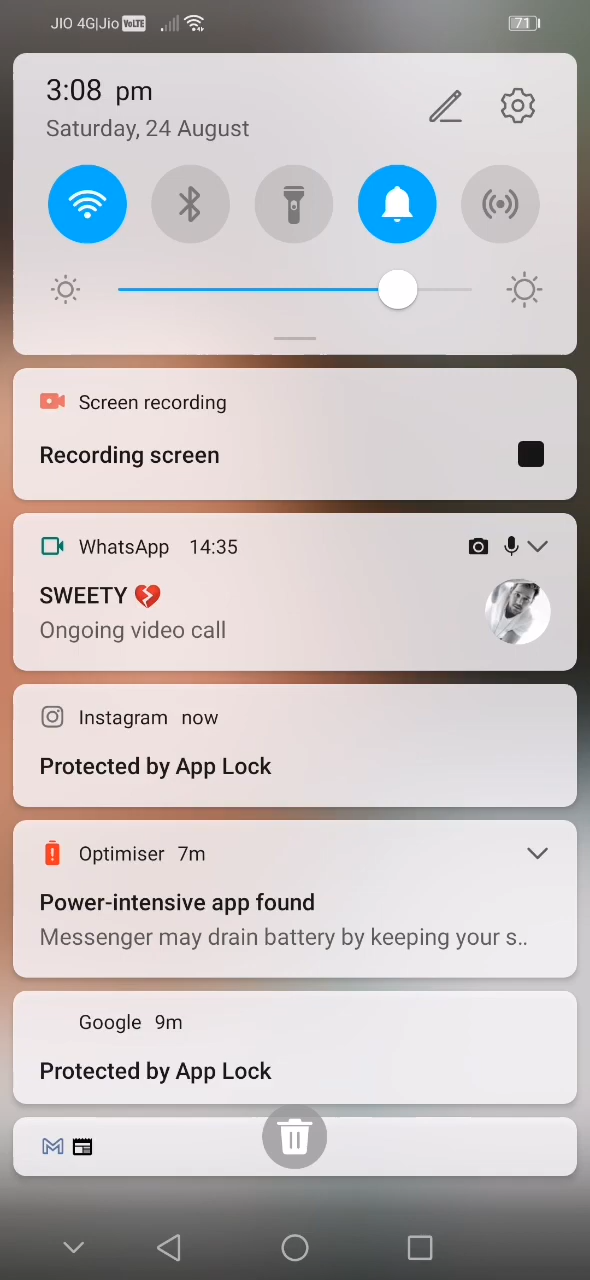 JIO 4G|Jio VoLTE 71
3:08 pm
Saturday, 24 August
Screen recording
Recording screen
WhatsApp 14:35
SWEETY 💔
Ongoing video call
Instagram now
Protected by App Lock
Optimiser 7m
Power-intensive app found
Messenger may drain battery by keeping your s..
Google 9m
Protected by App Lock